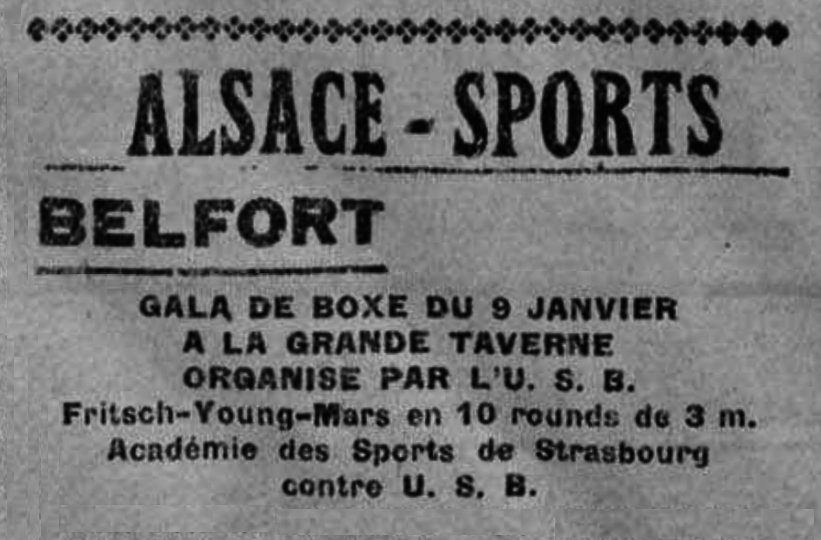 ALSACE - SPORTS
BELFORT
GALA DE BOXE DU 9 JANVIER
A LA GRANDE TAVERNE
ORGANISE PAR L'U. S. B.
Fritsch-Young-Mars en 10 rounds de 3 m.
Académie des Sports de Strasbourg
contre U. S. B.